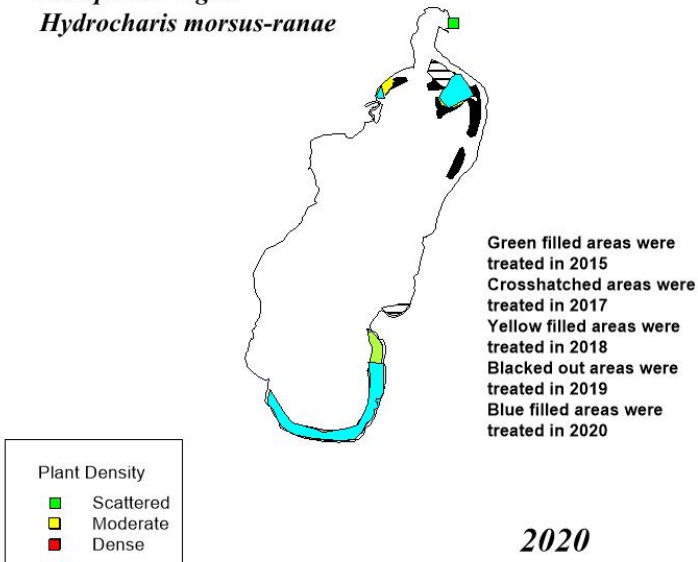 Hydrocharis morsus-ranae
Green filled areas were
treated in 2015
Crosshatched areas were
treated in 2017
Yellow filled areas were
treated in 2018
Blacked out areas were
treated in 2019
Blue filled areas were
treated in 2020
Plant Density
Scattered
Moderate
Dense
2020